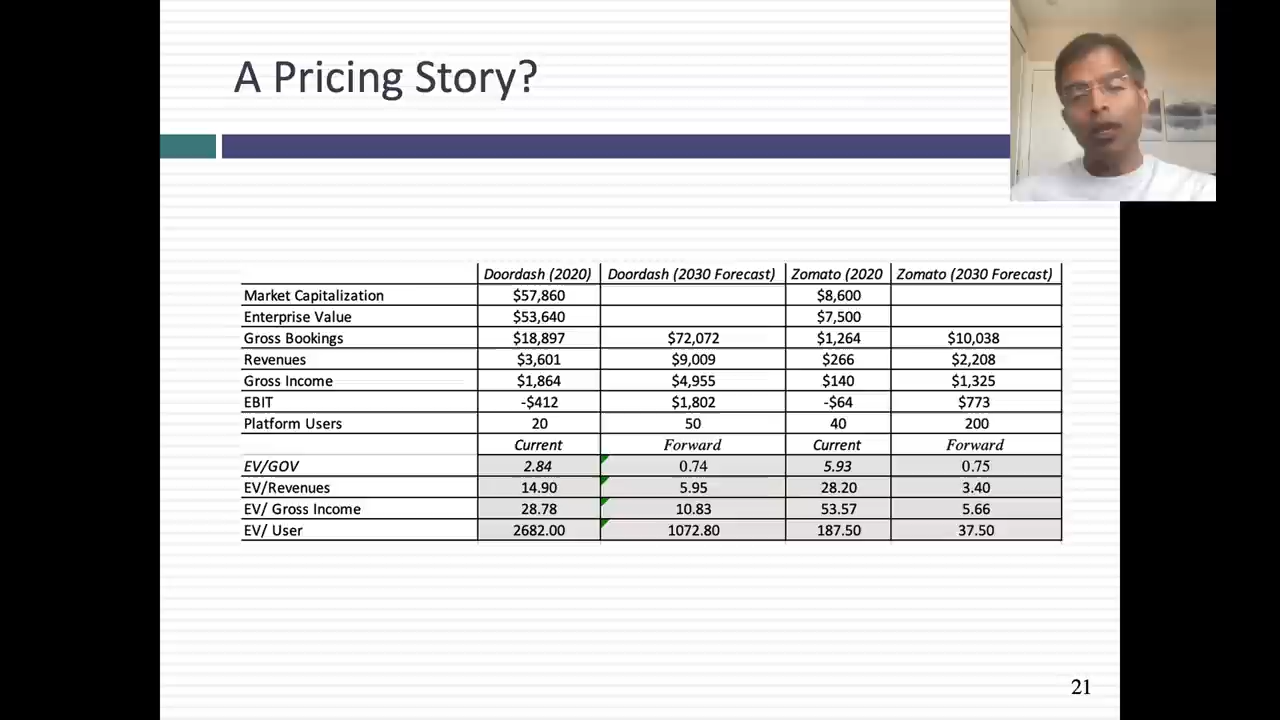 A Pricing Story?
Doordash (2020) Doordash (2030 Forecast) Zomato (2020 Zomato (2030 Forecast)
Market Capitalization $57,860 $8,600
Enterprise Value $53,640 $7,500
Gross Bookings $18,897 $72,072 $1,264 $10,038
Revenues $3,601 $9,009 $266 $2,208
Gross Income $1,864 $4,955 $140 $1,325
EBIT -$412 $1,802 -$64 $773
Platform Users 20 50 40 200
Current Forward Current Forward
EV/GOV 2.84 0.74 5.93 0.75
EV/Revenues 14.90 5.95 28.20 3.40
EV/ Gross Income 28.78 10.83 53.57 5.66
EV/ User 2682.00 1072.80 187.50 37.50
21